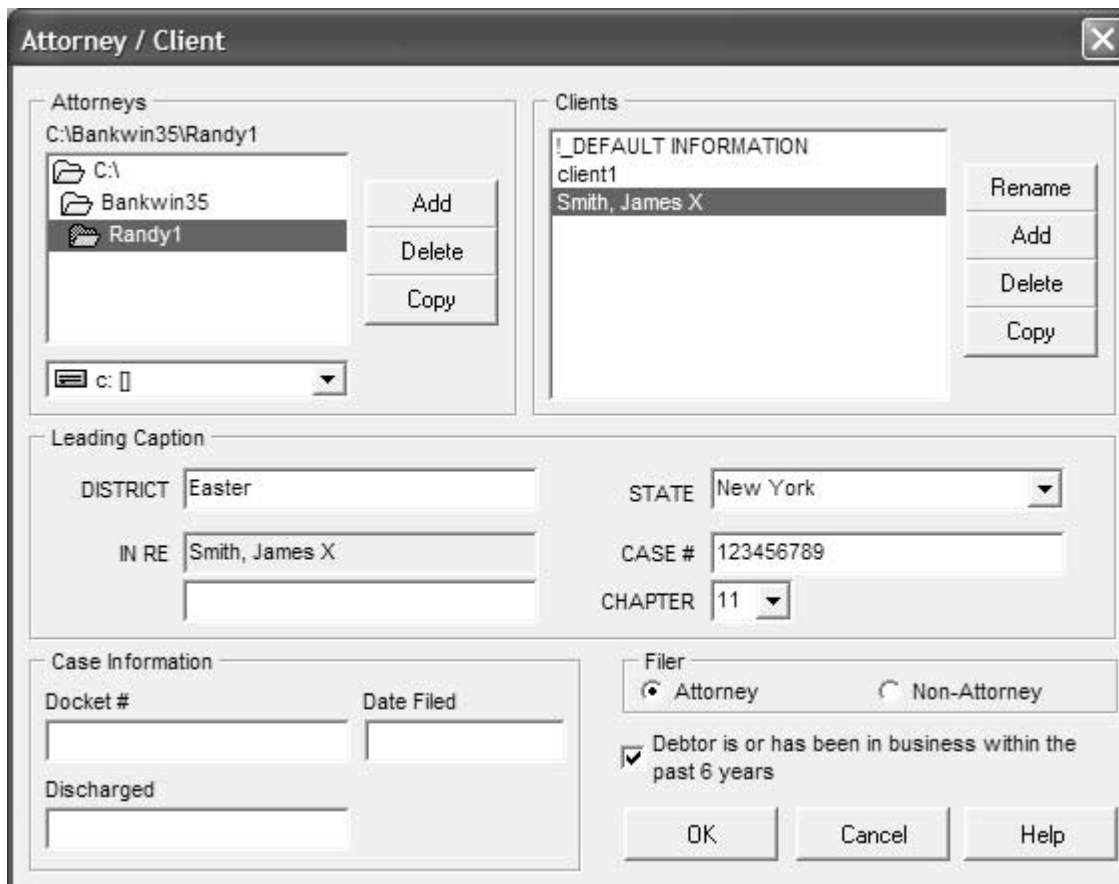 Attorney / Client
Attorneys
C:\Bankwin35\Randy1
C:\
Bankwin35
Randy1
Add
Delete
Copy
c: []
Clients
!_DEFAULT INFORMATION
client1
Smith, James X
Rename
Add
Delete
Copy
Leading Caption
DISTRICT Easter
STATE New York
IN RE Smith, James X
CASE # 123456789
CHAPTER 11
Case Information
Docket #
Date Filed
Discharged
Filer
Attorney
Non-Attorney
Debtor is or has been in business within the
past 6 years
OK
Cancel
Help